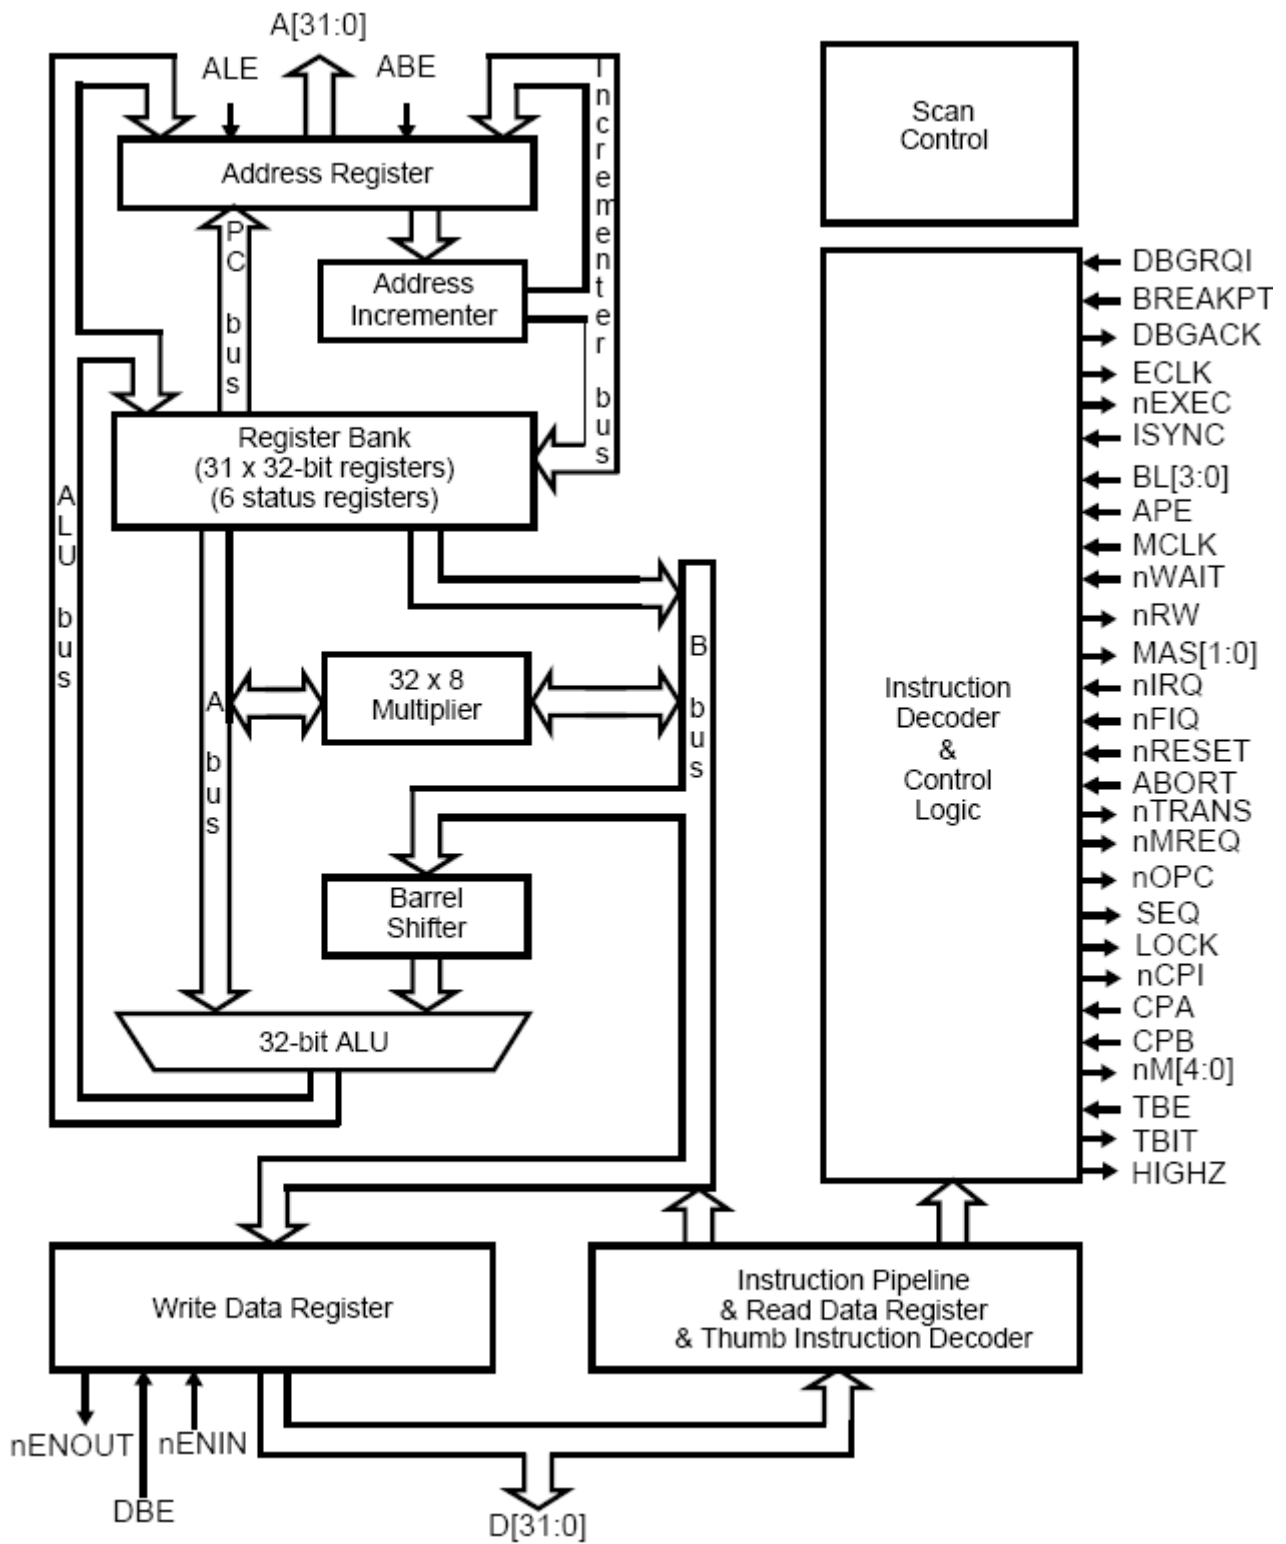 A[31:0]
ALE
ABE
Address Register
Incrementer bus
PC bus
Address
Incrementer
Register Bank
(31 x 32-bit registers)
(6 status registers)
ALU bus
A bus
B bus
32 x 8
Multiplier
Barrel
Shifter
32-bit ALU
Write Data Register
nENOUT
nENIN
DBE
D[31:0]
Instruction Pipeline
& Read Data Register
& Thumb Instruction Decoder
Scan
Control
Instruction
Decoder
&
Control
Logic
DBGRQI
BREAKPT
DBGACK
ECLK
nEXEC
ISYNC
BL[3:0]
APE
MCLK
nWAIT
nRW
MAS[1:0]
nIRQ
nFIQ
nRESET
ABORT
nTRANS
nMREQ
nOPC
SEQ
LOCK
nCPI
CPA
CPB
nM[4:0]
TBE
TBIT
HIGHZ